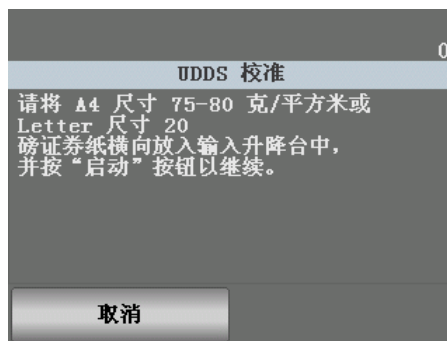 0
UDDS 校准
请将 A4 尺寸 75-80 克/平方米或
Letter 尺寸 20
磅证券纸横向放入输入升降台中，
并按“启动”按钮以继续。
取消